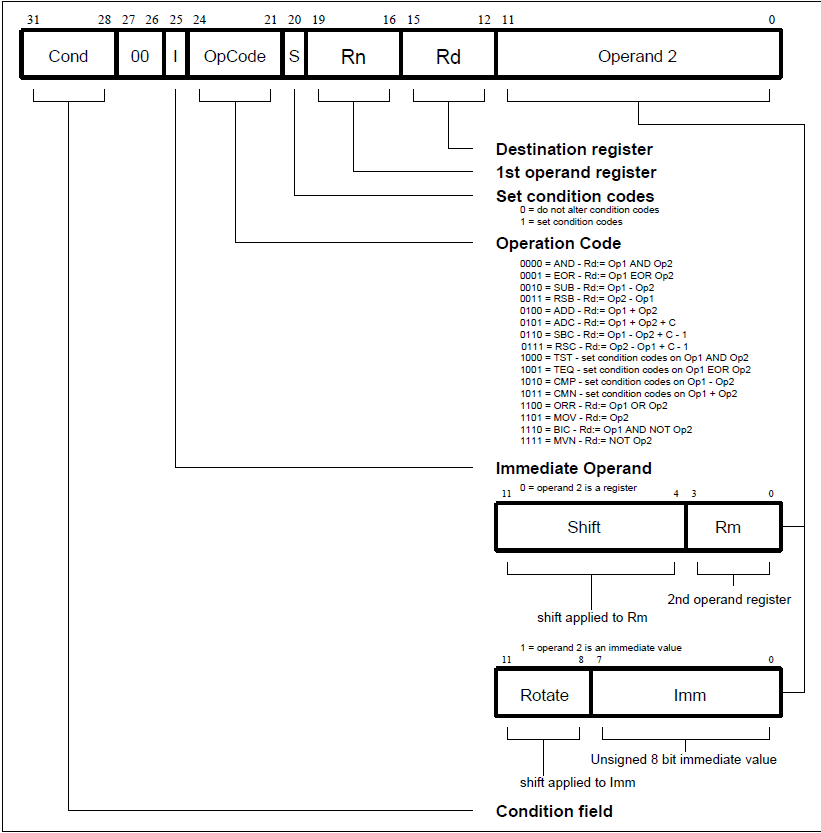 31 28 27 26 25 24 21 20 19 16 15 12 11 0
Cond 00 I OpCode S Rn Rd Operand 2
Destination register
1st operand register
Set condition codes
0 = do not alter condition codes
1 = set condition codes
Operation Code
0000 = AND - Rd:= Op1 AND Op2
0001 = EOR - Rd:= Op1 EOR Op2
0010 = SUB - Rd:= Op1 - Op2
0011 = RSB - Rd:= Op2 - Op1
0100 = ADD - Rd:= Op1 + Op2
0101 = ADC - Rd:= Op1 + Op2 + C
0110 = SBC - Rd:= Op1 - Op2 + C - 1
0111 = RSC - Rd:= Op2 - Op1 + C - 1
1000 = TST - set condition codes on Op1 AND Op2
1001 = TEQ - set condition codes on Op1 EOR Op2
1010 = CMP - set condition codes on Op1 - Op2
1011 = CMN - set condition codes on Op1 + Op2
1100 = ORR - Rd:= Op1 OR Op2
1101 = MOV - Rd:= Op2
1110 = BIC - Rd:= Op1 AND NOT Op2
1111 = MVN - Rd:= NOT Op2
Immediate Operand
0 = operand 2 is a register
11 4 3 0
Shift Rm
2nd operand register
shift applied to Rm
1 = operand 2 is an immediate value
11 8 7 0
Rotate Imm
Unsigned 8 bit immediate value
shift applied to Imm
Condition field